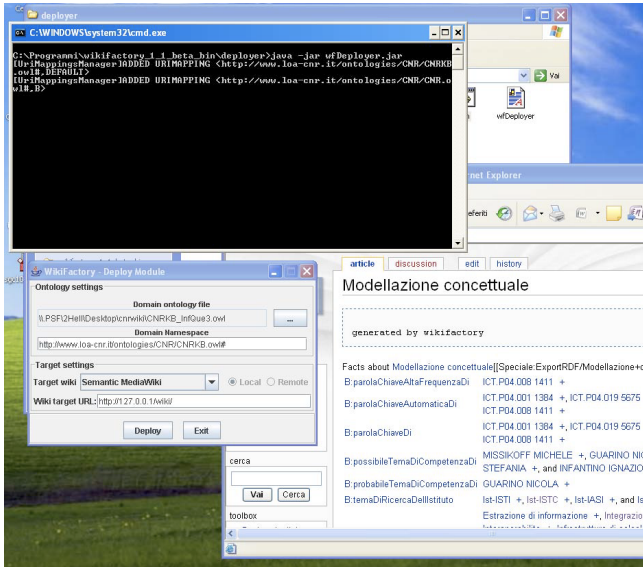 deployer
C:\WINDOWS\system32\cmd.exe
C:\Programmi\wikifactory_1_1_beta_bin\deployer>java -jar wfDeployer.jar
[UriMappingsManager]ADDED URIMAPPING <http://www.loa-cnr.it/ontologies/CNR/CNRKB
.owl#,DEFAULT>
[UriMappingsManager]ADDED URIMAPPING <http://www.loa-cnr.it/ontologies/CNR/CNR.o
wl#,B>
Vai
wfDeployer
rnet Explorer
eferiti
WikiFactory - Deploy Module
Ontology settings
Domain ontology file
\\.PSF\2Hell\Desktop\cnrwiki\CNRKB_InfQue3.owl
...
Domain Namespace
http://www.loa-cnr.it/ontologies/CNR/CNRKB.owl#
Target settings
Target wiki Semantic MediaWiki Local Remote
Wiki target URL: http://127.0.0.1/wiki/
Deploy Exit
article discussion edit history
Modellazione concettuale
generated by wikifactory
Facts about Modellazione concettuale[[Speciale:ExportRDF/Modellazione+c
B:parolaChiaveAltaFrequenzaDi ICT.P04.008 1411 +
B:parolaChiaveAutomaticaDi ICT.P04.001 1384 +, ICT.P04.019 5675
ICT.P04.008 1411 +
B:parolaChiaveDi ICT.P04.001 1384 +, ICT.P04.019 5675
ICT.P04.008 1411 +
B:possibileTemaDiCompetenzaDi MISSIKOFF MICHELE +, GUARINO NIC
STEFANIA +, and INFANTINO IGNAZIO
B:probabileTemaDiCompetenzaDi GUARINO NICOLA +
B:temaDiRicercaDellIstituto Ist-ISTI +, Ist-ISTC +, Ist-IASI +, and Is
Estrazione di informazione +, Integrazio
cerca
Vai Cerca
toolbox